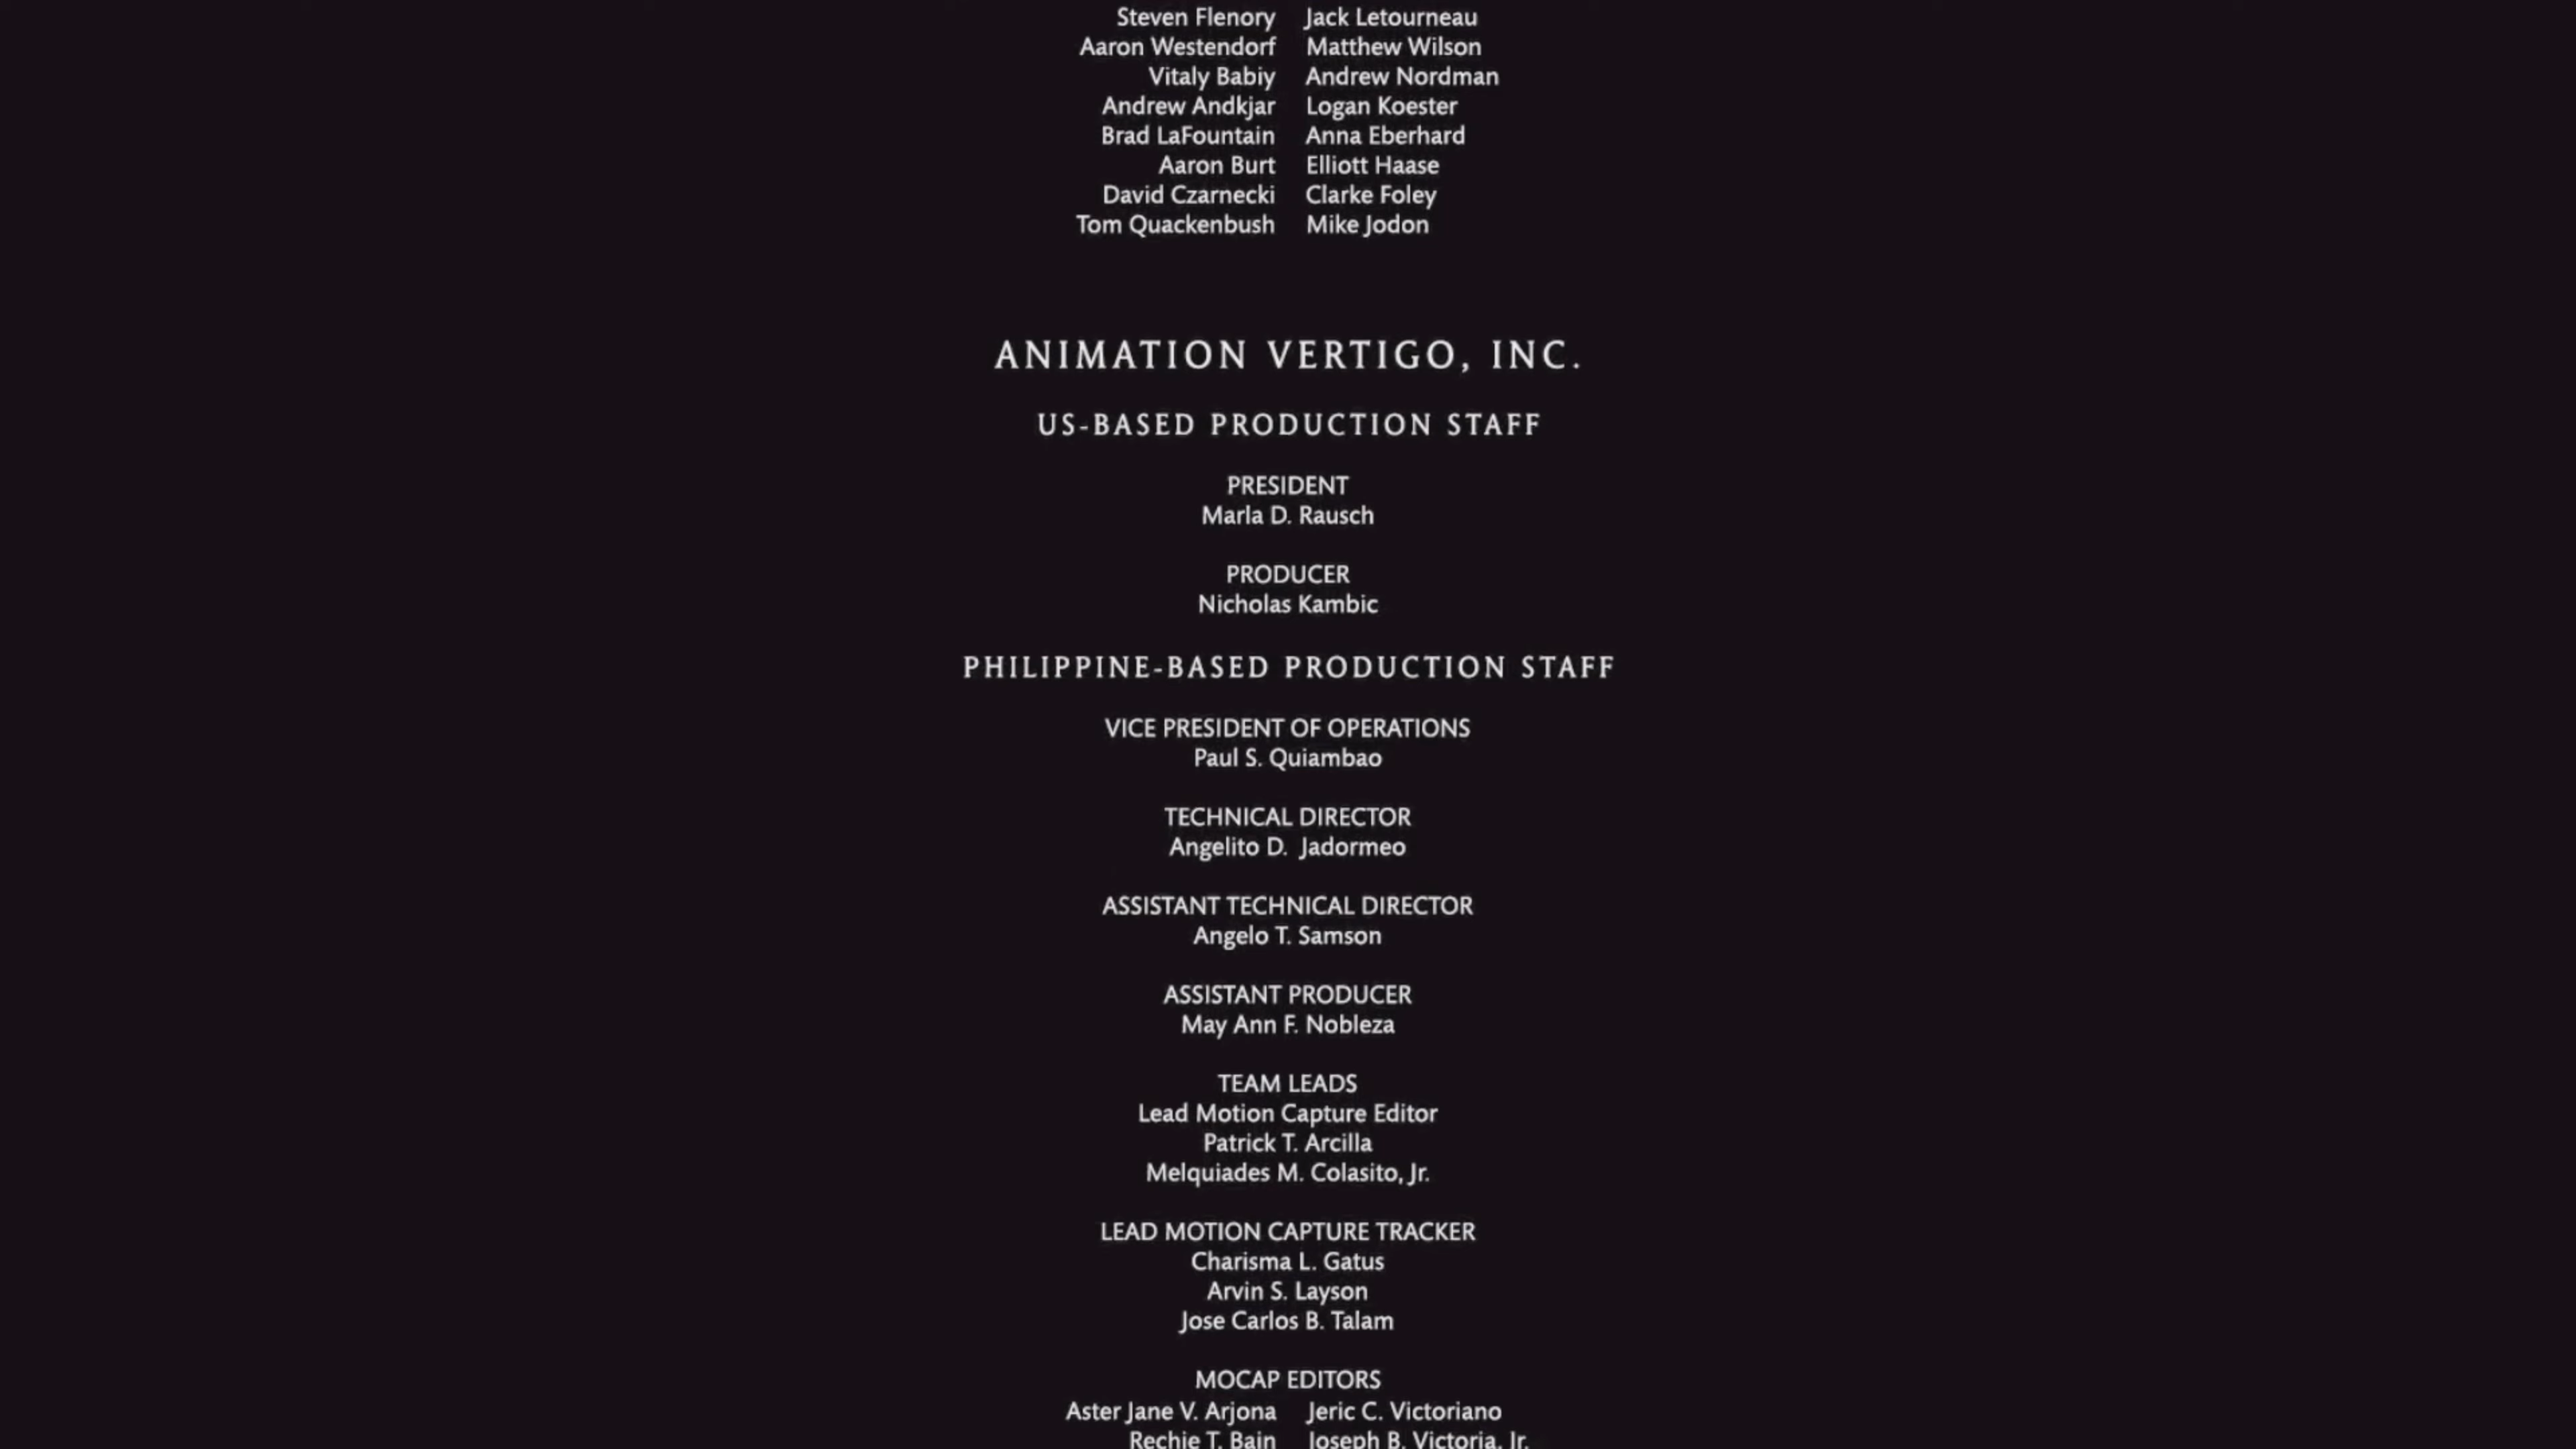 Steven Flenory Jack Letourneau
Aaron Westendorf Matthew Wilson
Vitaly Babiy Andrew Nordman
Andrew Andkjar Logan Koester
Brad LaFountain Anna Eberhard
Aaron Burt Elliott Haase
David Czarnecki Clarke Foley
Tom Quackenbush Mike Jodon
ANIMATION VERTIGO, INC.
US-BASED PRODUCTION STAFF
PRESIDENT
Marla D. Rausch
PRODUCER
Nicholas Kambic
PHILIPPINE-BASED PRODUCTION STAFF
VICE PRESIDENT OF OPERATIONS
Paul S. Quiambao
TECHNICAL DIRECTOR
Angelito D. Jadormeo
ASSISTANT TECHNICAL DIRECTOR
Angelo T. Samson
ASSISTANT PRODUCER
May Ann F. Nobleza
TEAM LEADS
Lead Motion Capture Editor
Patrick T. Arcilla
Melquiades M. Colasito, Jr.
LEAD MOTION CAPTURE TRACKER
Charisma L. Gatus
Arvin S. Layson
Jose Carlos B. Talam
MOCAP EDITORS
Aster Jane V. Arjona Jeric C. Victoriano
Rechie T. Bain Joseph B. Victoria, Jr.